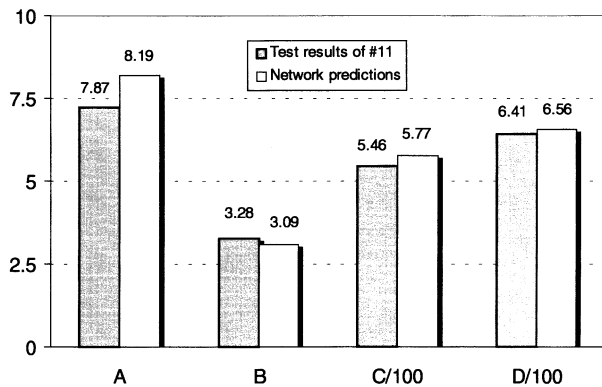 10
7.5
5
2.5
0
Test results of #11
Network predictions
7.87
8.19
3.28
3.09
5.46
5.77
6.41
6.56
A
B
C/100
D/100